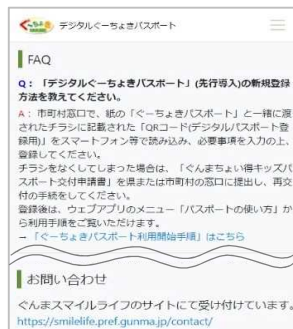 ぐーちょき
デジタルぐーちょきパスポート
FAQ
Q: 「デジタルぐーちょきパスポート」(先行導入)の新規登録
方法を教えてください。
A: 市町村窓口で、紙の「ぐーちょきパスポート」と一緒に渡
されたチラシに記載された「QRコード(デジタルパスポート登
録用)」をスマートフォン等で読み込み、必要事項を入力の上、
登録してください。
チラシをなくしてしまった場合は、「ぐんまちょい得キッズパ
スポート交付申請書」を県または市町村の窓口に提出し、再交
付の手続をしてください。
登録後は、ウェブアプリのメニュー「パスポートの使い方」か
ら利用手順をご覧いただけます。
→「ぐーちょきパスポート利用開始手順」はこちら
お問い合わせ
ぐんまスマイルライフのサイトにて受け付けています。
https://smilelife.pref.gunma.jp/contact/